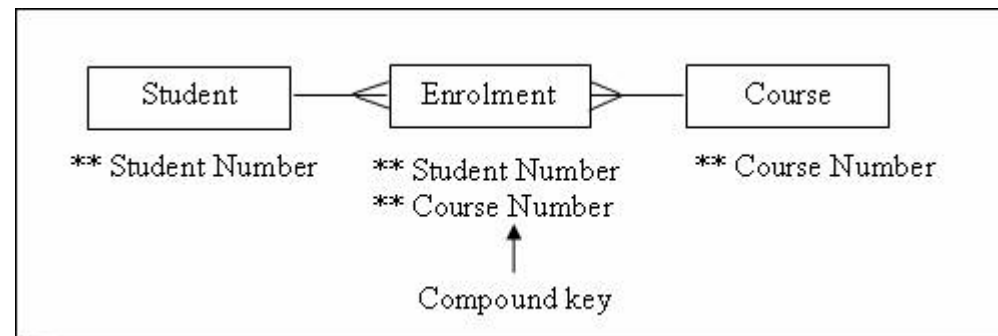 Student
Enrolment
Course
** Student Number
** Student Number
** Course Number
** Course Number
Compound key